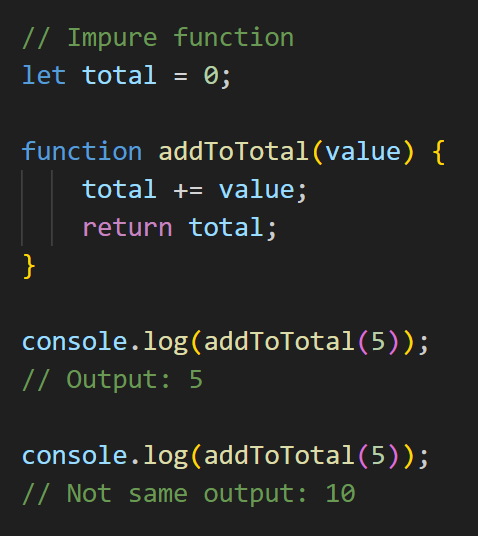 // Impure function
let total = 0;

function addToTotal(value) {
    total += value;
    return total;
}

console.log(addToTotal(5));
// Output: 5

console.log(addToTotal(5));
// Not same output: 10